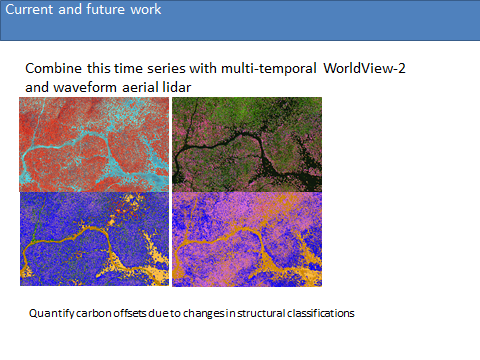 Current and future work
Combine this time series with multi-temporal WorldView-2
and waveform aerial lidar
Quantify carbon offsets due to changes in structural classifications